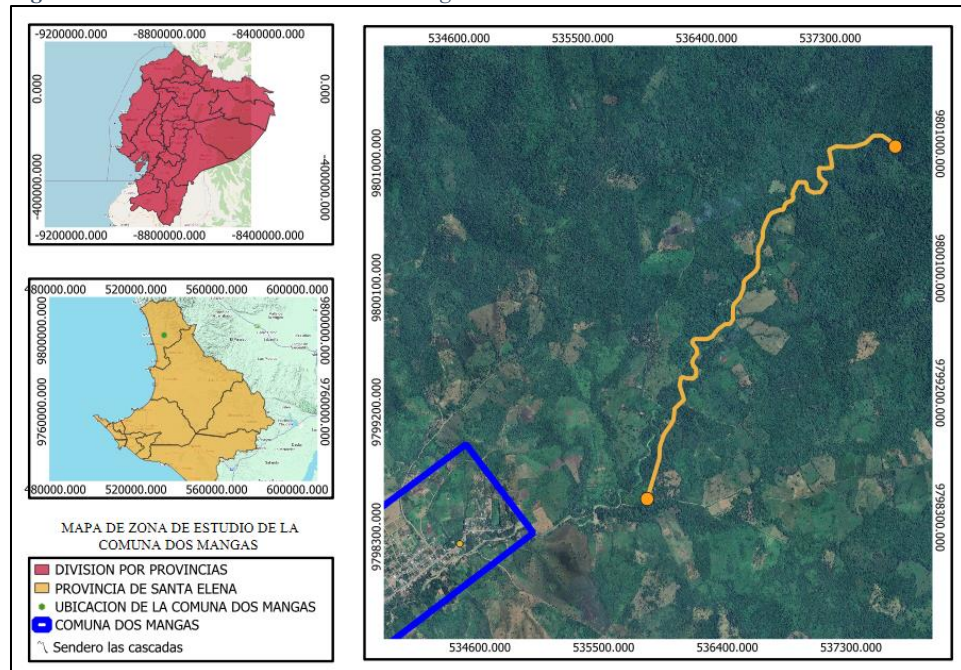 -9200000.000 -8800000.000 -8400000.000
0.000 0.000
-400000.000 -400000.000
-9200000.000 -8800000.000 -8400000.000
480000.000 520000.000 560000.000 600000.000
9800000.000 9800000.000
9760000.000 9760000.000
480000.000 520000.000 560000.000 600000.000
MAPA DE ZONA DE ESTUDIO DE LA
COMUNA DOS MANGAS
DIVISION POR PROVINCIAS
PROVINCIA DE SANTA ELENA
UBICACION DE LA COMUNA DOS MANGAS
COMUNA DOS MANGAS
Sendero las cascadas
534600.000 535500.000 536400.000 537300.000
9801000.000 9801000.000
9800100.000 9800100.000
9799200.000 9799200.000
9798300.000 9798300.000
534600.000 535500.000 536400.000 537300.000